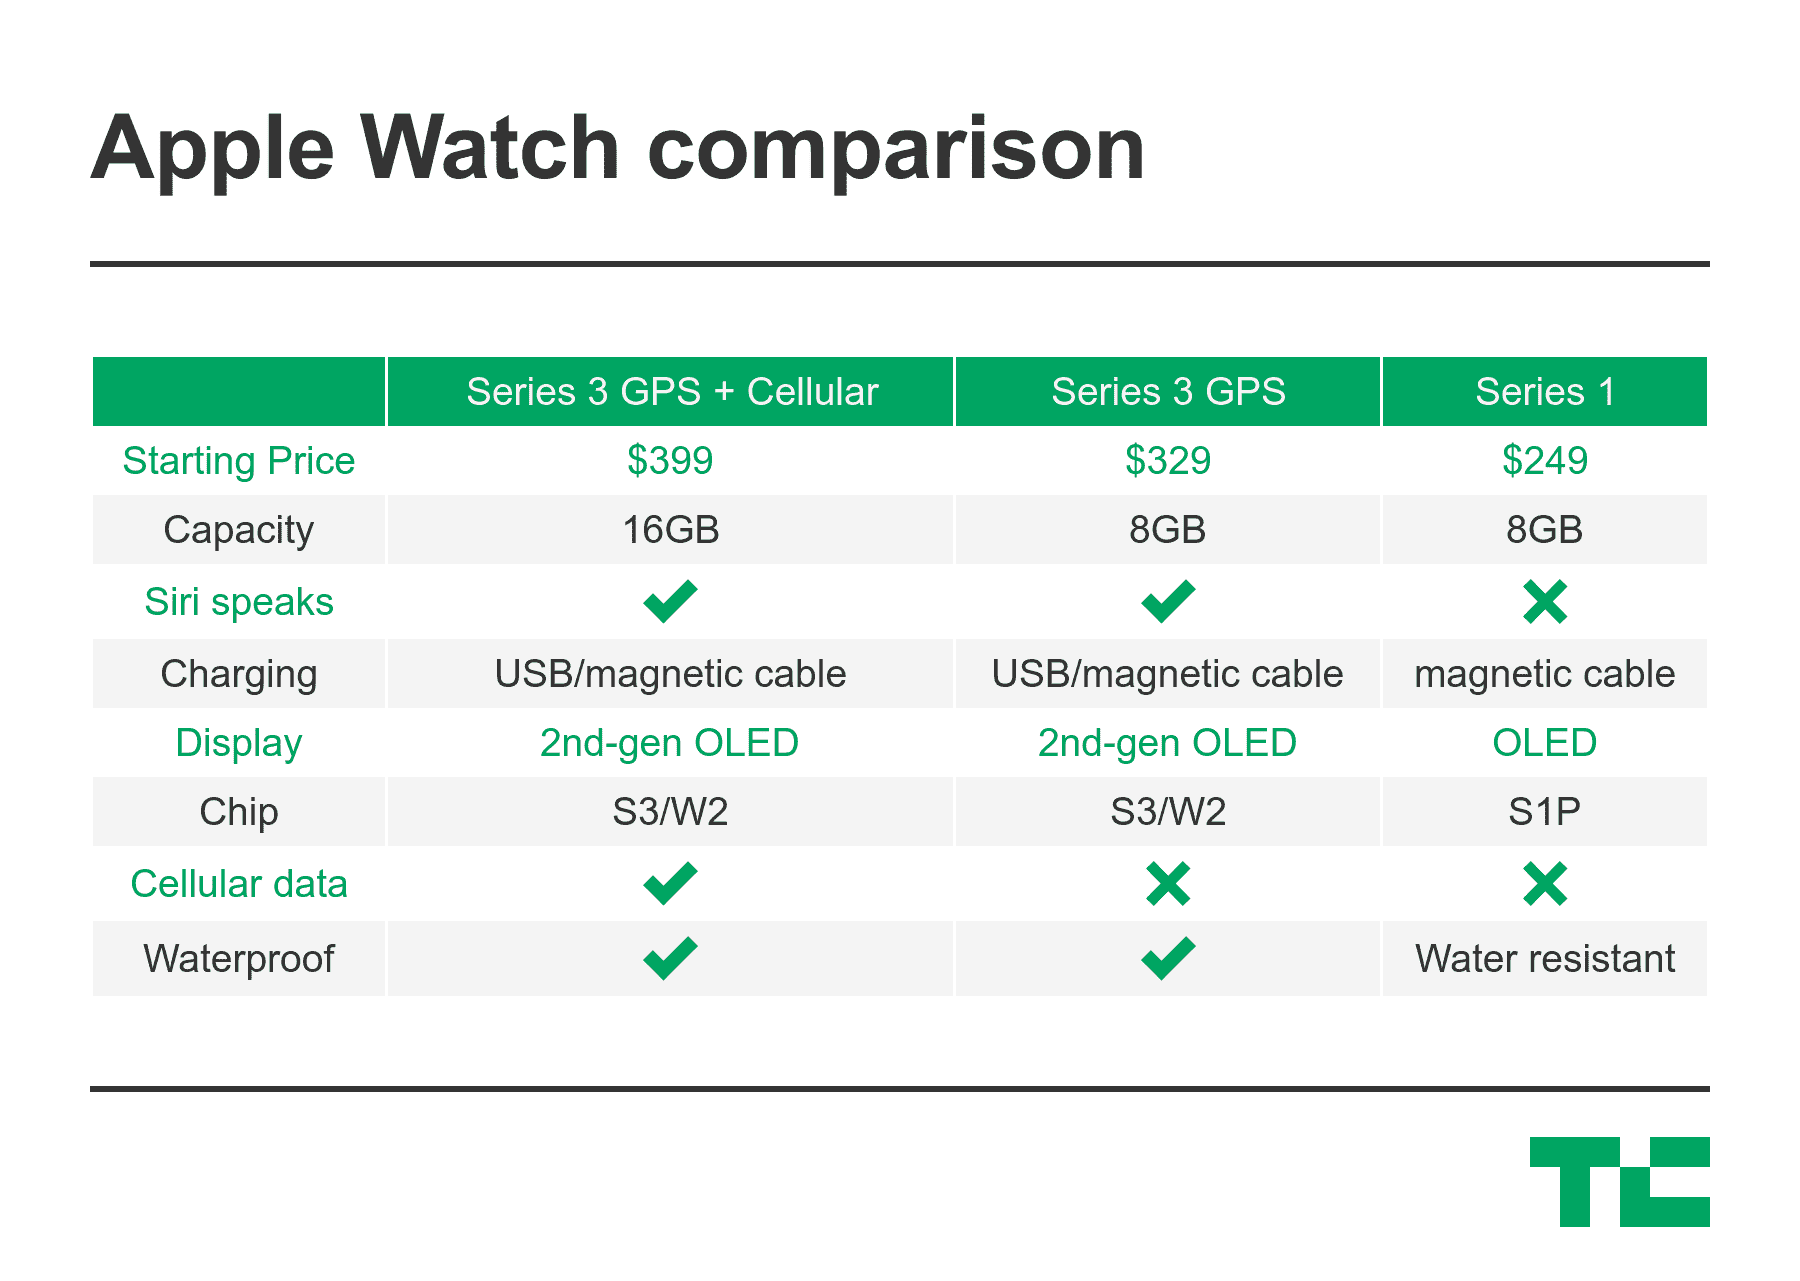 Apple Watch comparison
Series 3 GPS + Cellular Series 3 GPS Series 1
Starting Price $399 $329 $249
Capacity 16GB 8GB 8GB
Siri speaks
Charging USB/magnetic cable USB/magnetic cable magnetic cable
Display 2nd-gen OLED 2nd-gen OLED OLED
Chip S3/W2 S3/W2 S1P
Cellular data
Waterproof Water resistant
TC